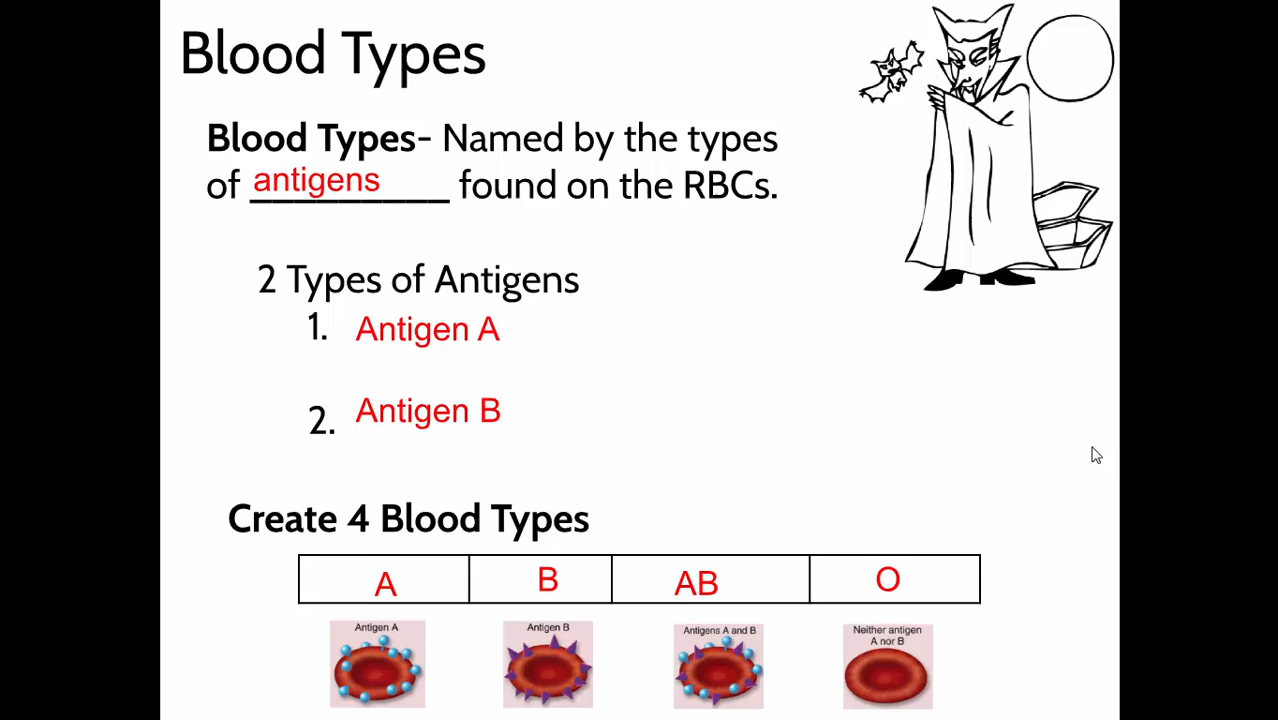 Blood Types
Blood Types- Named by the types
of antigens found on the RBCs.
2 Types of Antigens
1. Antigen A
2. Antigen B
Create 4 Blood Types
A B AB O
Antigen A Antigen B Antigens A and B Neither antigen
A nor B